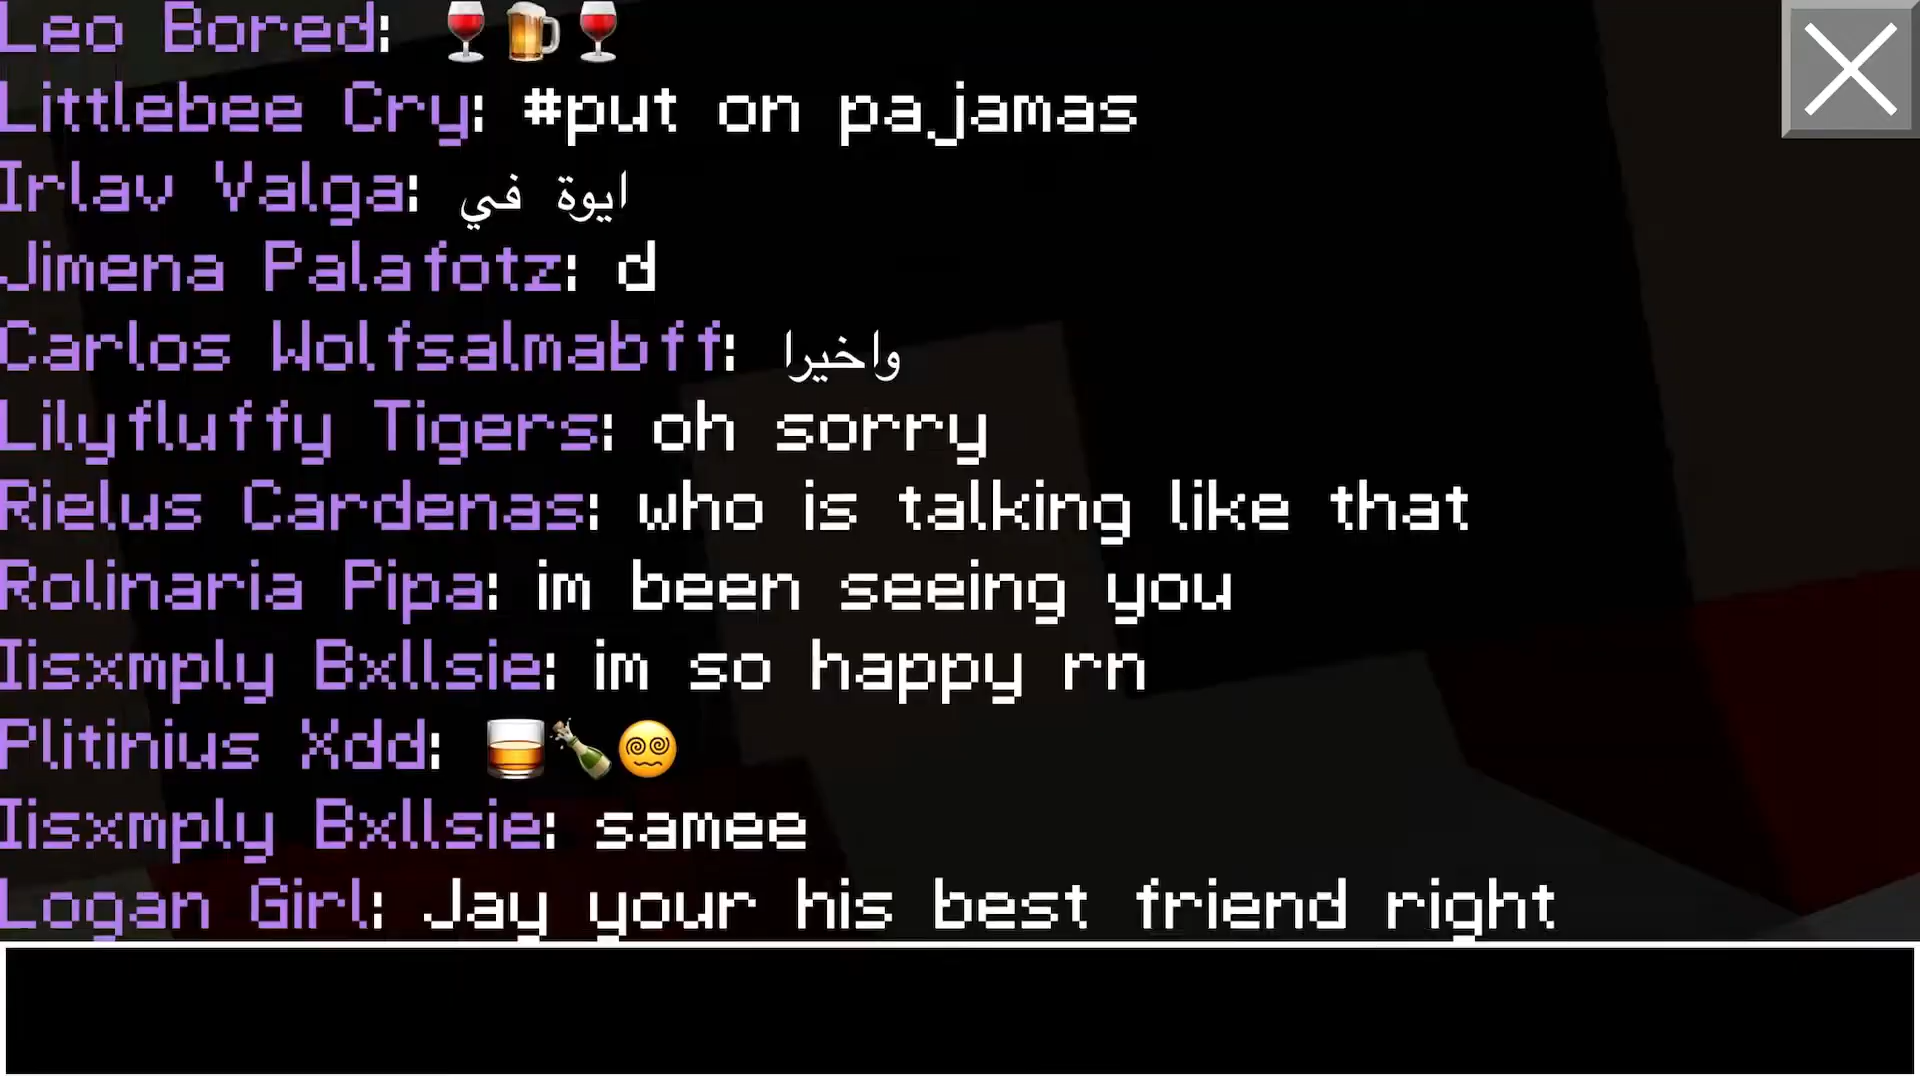 Leo Bored: 🍷🍺🍷
Littlebee Cry: #put on pajamas
Irlav Valga: ايوة في
Jimena Palafotz: d
Carlos Wolfsalmabff: واخيرا
Lilyfluffy Tigers: oh sorry
Rielus Cardenas: who is talking like that
Rolinaria Pipa: im been seeing you
Iisxmply Bxllsie: im so happy rn
Plitinius Xdd: 🥃🍾😵‍💫
Iisxmply Bxllsie: samee
Logan Girl: Jay your his best friend right